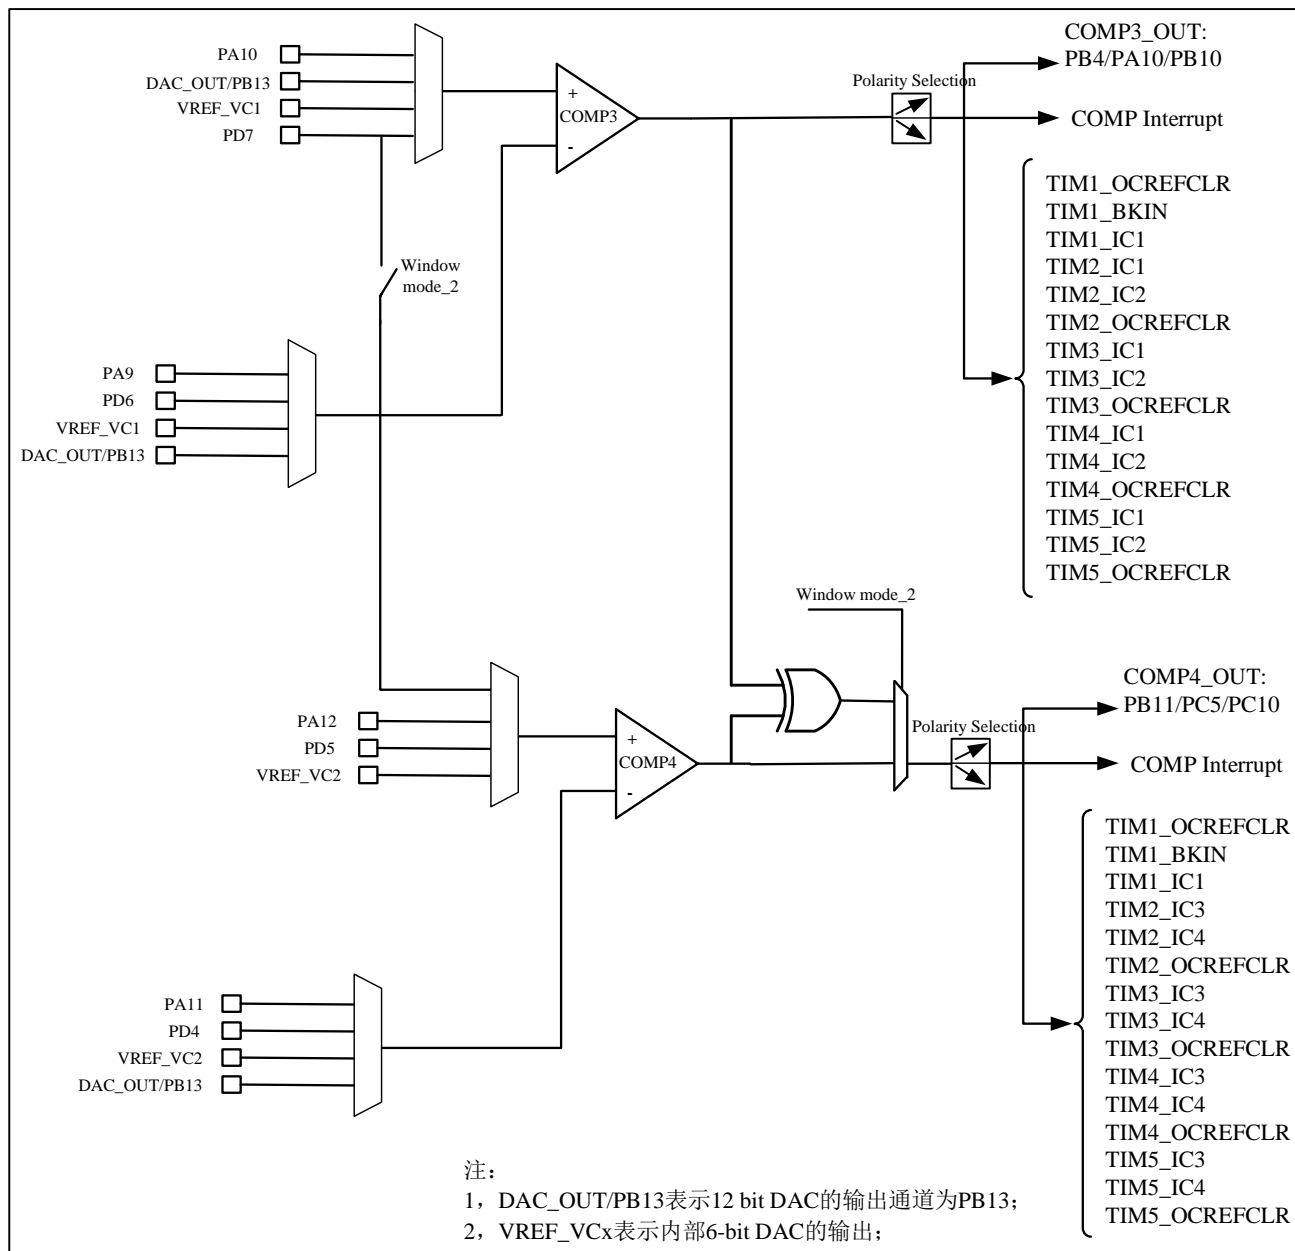 COMP3_OUT:
PB4/PA10/PB10
PA10
DAC_OUT/PB13
VREF_VC1
PD7
+
COMP3
-
Polarity Selection
COMP Interrupt
TIM1_OCREFCLR
TIM1_BKIN
TIM1_IC1
TIM2_IC1
TIM2_IC2
TIM2_OCREFCLR
TIM3_IC1
TIM3_IC2
TIM3_OCREFCLR
TIM4_IC1
TIM4_IC2
TIM4_OCREFCLR
TIM5_IC1
TIM5_IC2
TIM5_OCREFCLR
Window
mode_2
PA9
PD6
VREF_VC1
DAC_OUT/PB13
Window mode_2
PA12
PD5
VREF_VC2
+
COMP4
-
Polarity Selection
COMP4_OUT:
PB11/PC5/PC10
COMP Interrupt
TIM1_OCREFCLR
TIM1_BKIN
TIM1_IC1
TIM2_IC3
TIM2_IC4
TIM2_OCREFCLR
TIM3_IC3
TIM3_IC4
TIM3_OCREFCLR
TIM4_IC3
TIM4_IC4
TIM4_OCREFCLR
TIM5_IC3
TIM5_IC4
TIM5_OCREFCLR
PA11
PD4
VREF_VC2
DAC_OUT/PB13
注：
1，DAC_OUT/PB13表示12 bit DAC的输出通道为PB13；
2，VREF_VCx表示内部6-bit DAC的输出；